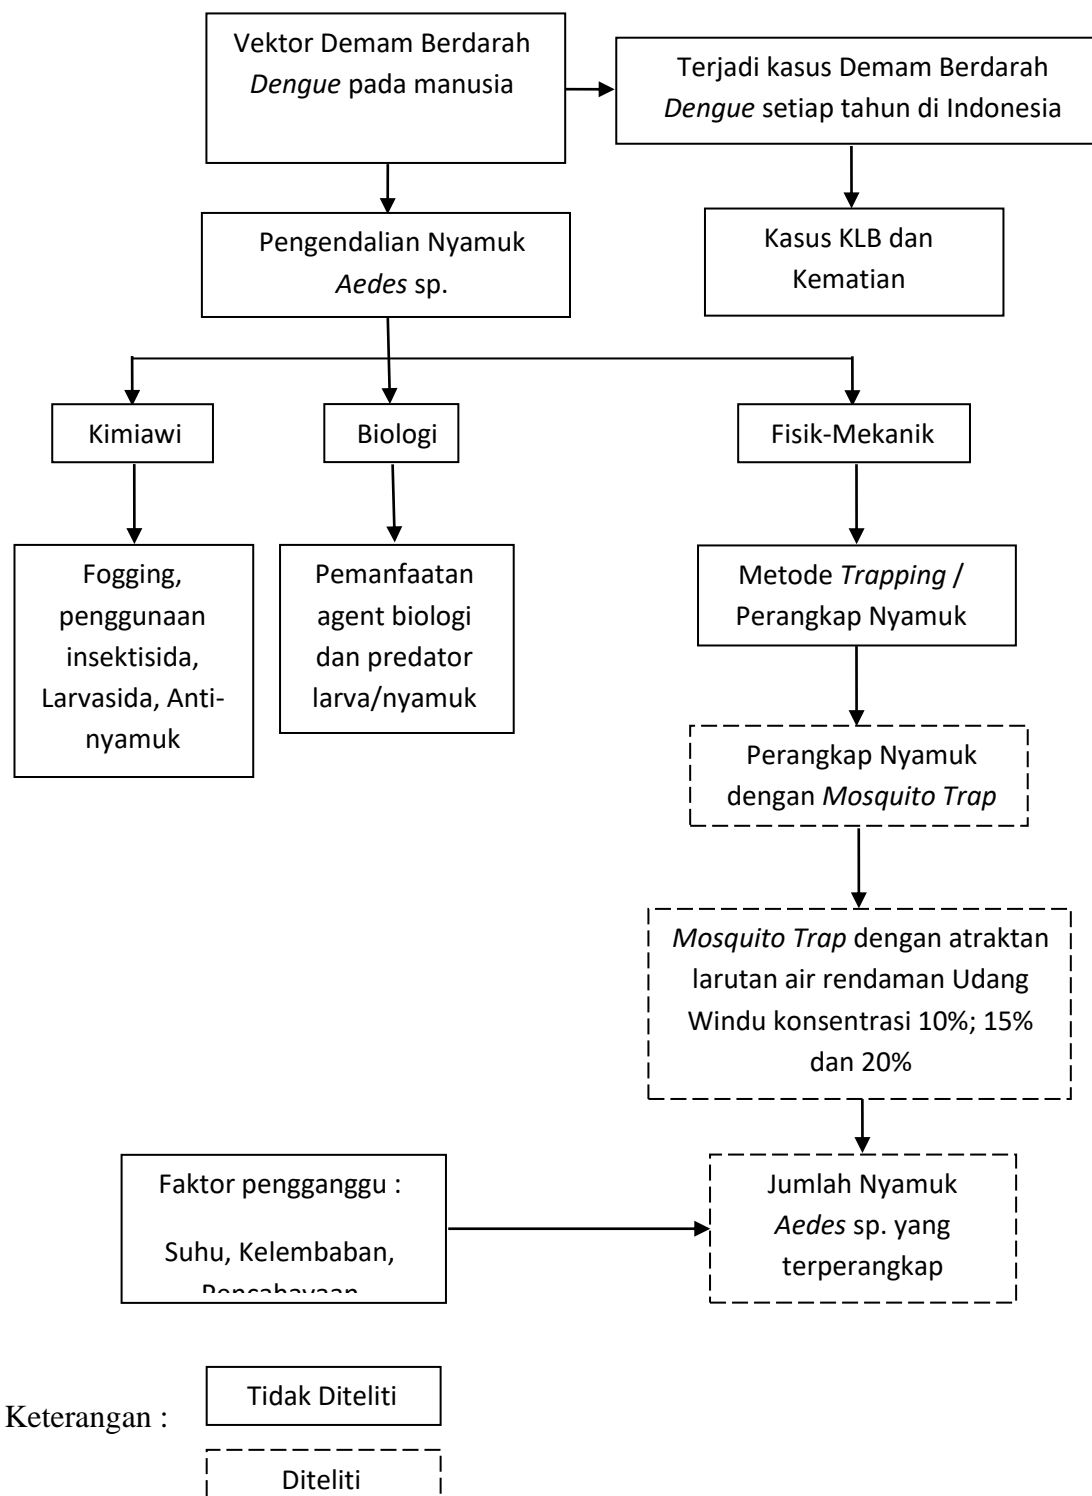 Vektor Demam Berdarah
Dengue pada manusia
Terjadi kasus Demam Berdarah
Dengue setiap tahun di Indonesia
Pengendalian Nyamuk
Aedes sp.
Kasus KLB dan
Kematian
Kimiawi
Biologi
Fisik-Mekanik
Fogging,
penggunaan
insektisida,
Larvasida, Anti-
nyamuk
Pemanfaatan
agent biologi
dan predator
larva/nyamuk
Metode Trapping /
Perangkap Nyamuk
Perangkap Nyamuk
dengan Mosquito Trap
Mosquito Trap dengan atraktan
larutan air rendaman Udang
Windu konsentrasi 10%; 15%
dan 20%
Faktor pengganggu :
Suhu, Kelembaban,
Pencahayaan
Jumlah Nyamuk
Aedes sp. yang
terperangkap
Keterangan :
Tidak Diteliti
Diteliti